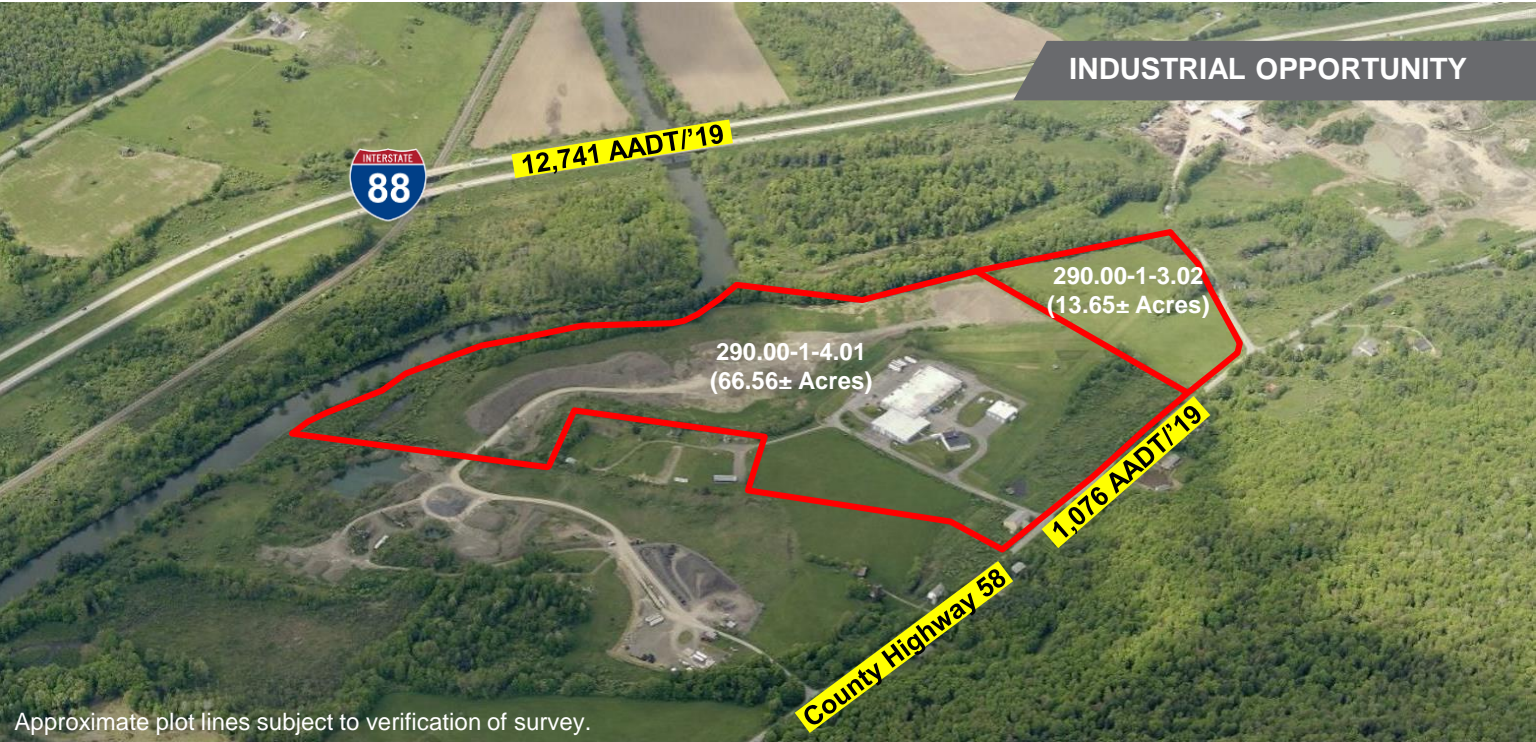 INDUSTRIAL OPPORTUNITY
12,741 AADT/’19
INTERSTATE
88
290.00-1-3.02
(13.65± Acres)
290.00-1-4.01
(66.56± Acres)
1,076 AADT/’19
County Highway 58
Approximate plot lines subject to verification of survey.